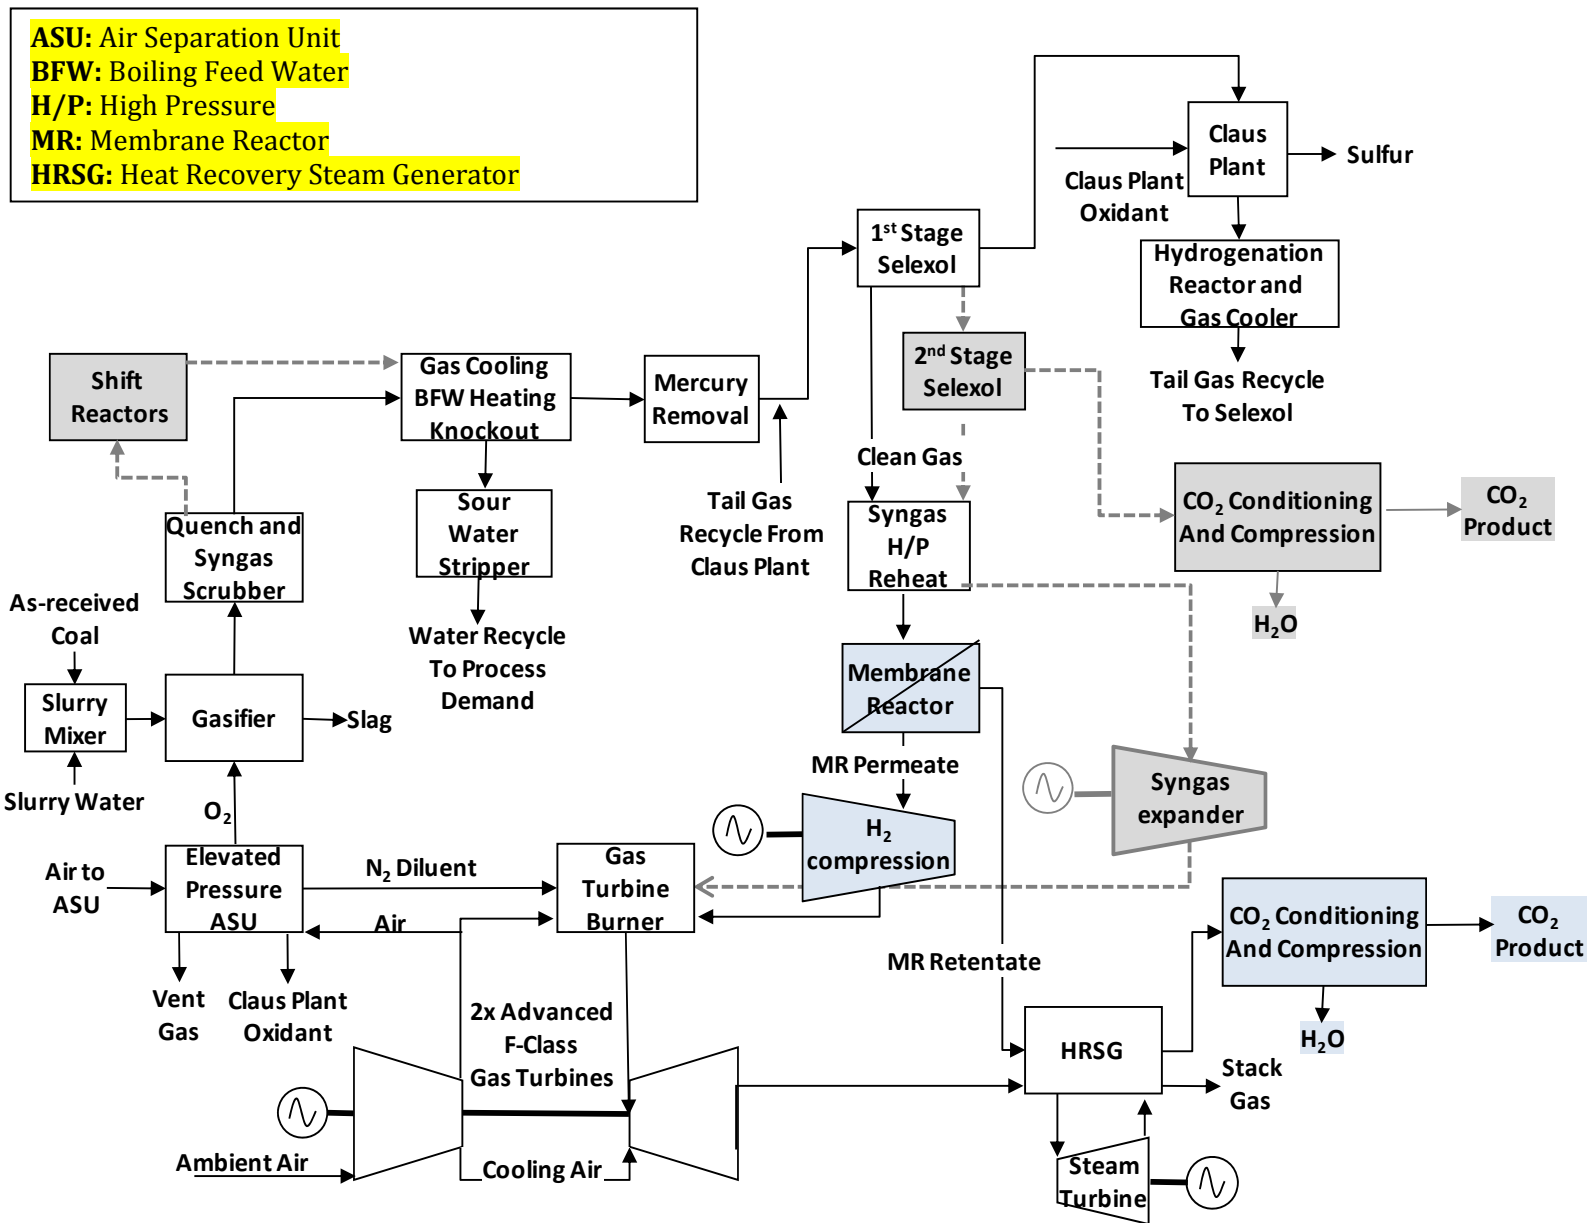 ASU: Air Separation Unit
BFW: Boiling Feed Water
H/P: High Pressure
MR: Membrane Reactor
HRSG: Heat Recovery Steam Generator
Claus
Plant
Sulfur
Claus Plant
Oxidant
1st Stage
Selexol
Hydrogenation
Reactor and
Gas Cooler
2nd Stage
Selexol
Tail Gas Recycle
To Selexol
Shift
Reactors
Gas Cooling
BFW Heating
Knockout
Mercury
Removal
Clean Gas
Tail Gas
Recycle From
Claus Plant
Sour
Water
Stripper
Syngas
H/P
Reheat
CO2 Conditioning
And Compression
CO2
Product
H2O
Quench and
Syngas
Scrubber
As-received
Coal
Water Recycle
To Process
Demand
Slurry
Mixer
Gasifier
Slag
Slurry Water
O2
Membrane
Reactor
MR Permeate
Syngas
expander
H2
compression
Air to
ASU
Elevated
Pressure
ASU
N2 Diluent
Air
Gas
Turbine
Burner
Vent
Gas
Claus Plant
Oxidant
MR Retentate
CO2 Conditioning
And Compression
CO2
Product
H2O
2x Advanced
F-Class
Gas Turbines
HRSG
Stack
Gas
Ambient Air
Cooling Air
Steam
Turbine